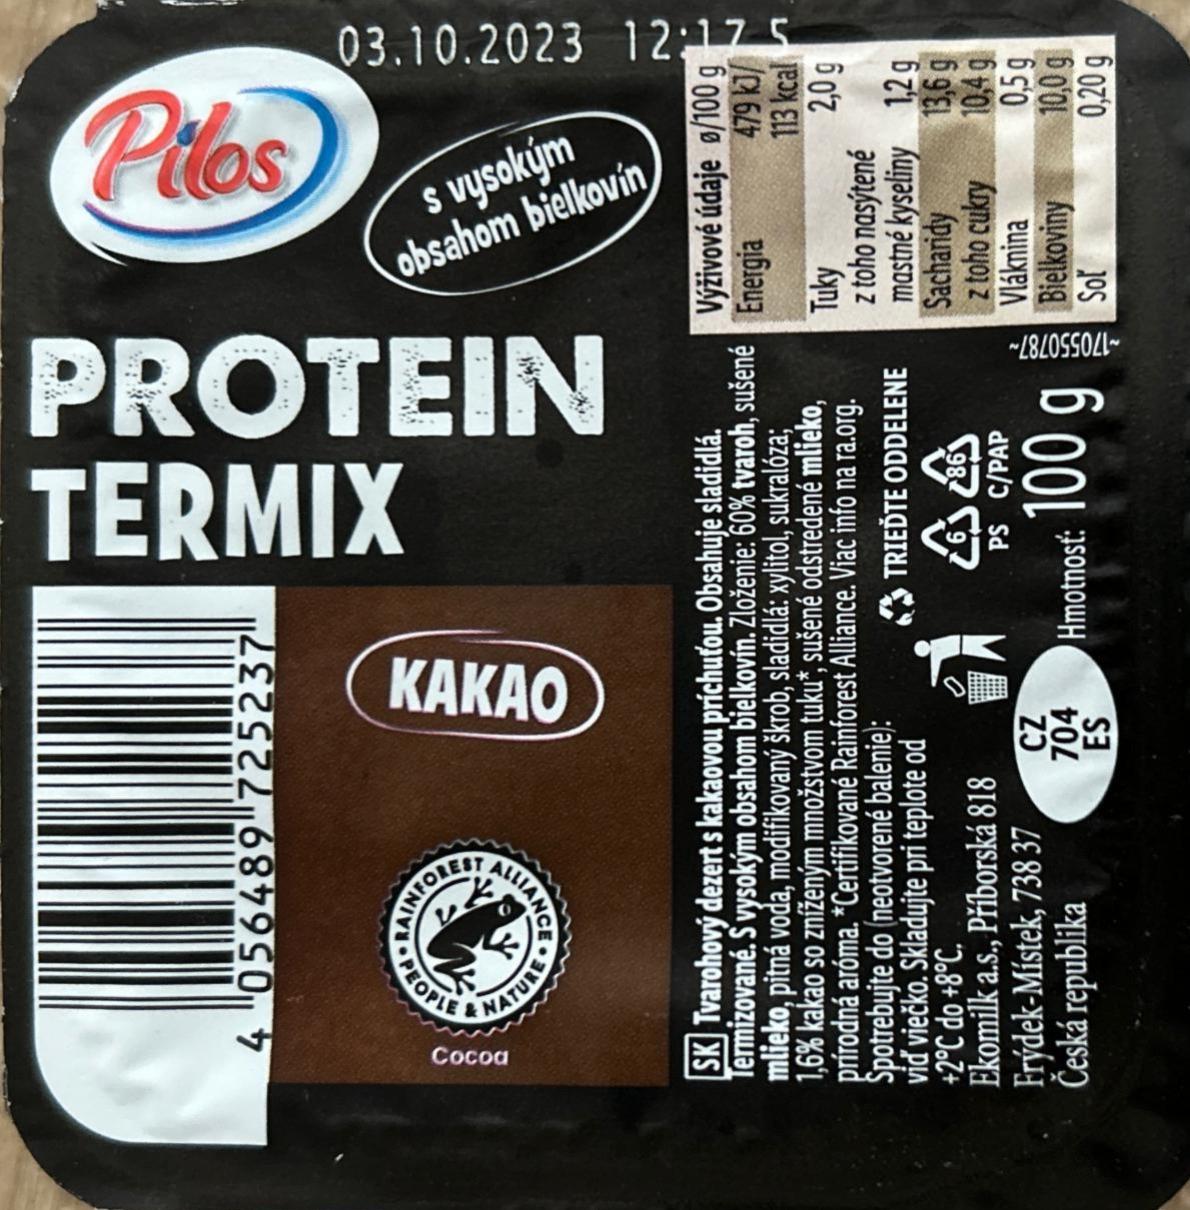 03.10.2023 12:17 5
Pilos
s vysokým
obsahom bielkovín
PROTEIN
TERMIX
4 056489 725237
KAKAO
RAINFOREST ALLIANCE
PEOPLE & NATURE
Cocoa
Výživové údaje ø/100 g
Energia 479 kJ/
113 kcal
Tuky 2,0 g
z toho nasýtené
mastné kyseliny 1,2 g
Sacharidy 13,6 g
z toho cukry 10,4 g
Vláknina 0,5 g
Bielkoviny 10,0 g
Soľ 0,20 g
~170550787~
SK Tvarohový dezert s kakaovou príchuťou. Obsahuje sladidlá.
Termizované. S vysokým obsahom bielkovín. Zloženie: 60% tvaroh, sušené
mlieko, pitná voda, modifikovaný škrob, sladidlá: xylitol, sukralóza;
1,6% kakao so zníženým množstvom tuku*, sušené odstredené mlieko,
prírodná aróma. *Certifikované Rainforest Alliance. Viac info na ra.org.
Spotrebujte do (neotvorené balenie):
viď viečko. Skladujte pri teplote od
+2°C do +8°C.
Ekomilk a.s., Příborská 818
Frýdek-Místek, 738 37
Česká republika
TRIEĎTE ODDELENE
6 86
PS C/PAP
CZ
704
ES
Hmotnosť: 100 g